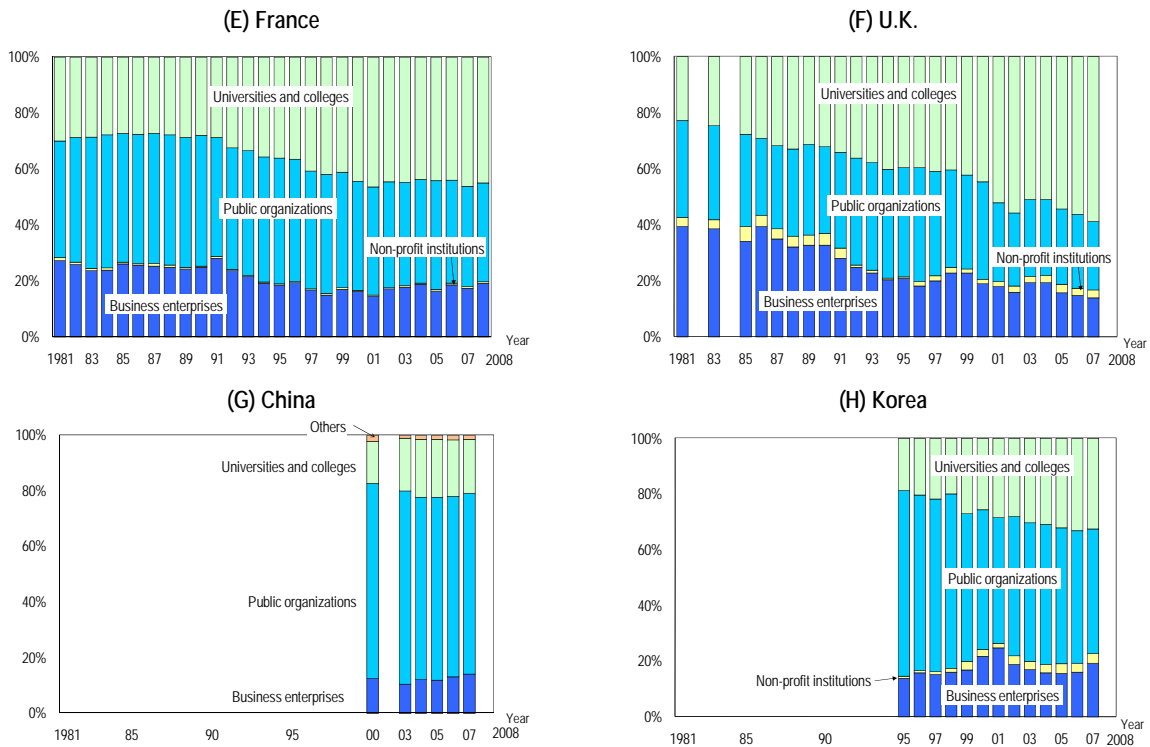 (E) France
100%
80%
60%
40%
20%
0%
Universities and colleges
Public organizations
Non-profit institutions
Business enterprises
1981 83 85 87 89 91 93 95 97 99 01 03 05 07 2008
Year
(F) U.K.
100%
80%
60%
40%
20%
0%
Universities and colleges
Public organizations
Non-profit institutions
Business enterprises
1981 83 85 87 89 91 93 95 97 99 01 03 05 07 2008
Year
(G) China
100%
80%
60%
40%
20%
0%
Others
Universities and colleges
Public organizations
Business enterprises
1981 85 90 95 00 03 05 07 2008
Year
(H) Korea
100%
80%
60%
40%
20%
0%
Universities and colleges
Public organizations
Non-profit institutions
Business enterprises
1981 85 90 95 97 99 01 03 05 07 2008
Year